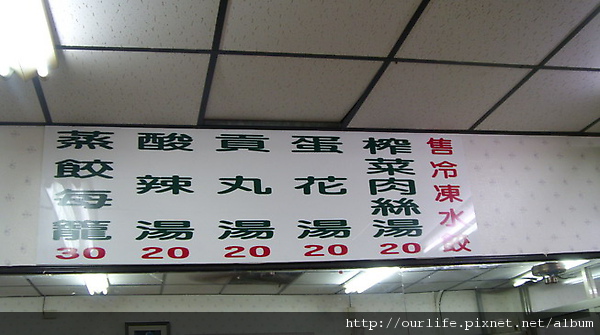 售冷凍水餃
榨菜肉絲湯 20
蛋花湯 20
貢丸湯 20
酸辣湯 20
蒸餃每籠 30
http://ourlife.pixnet.net/album